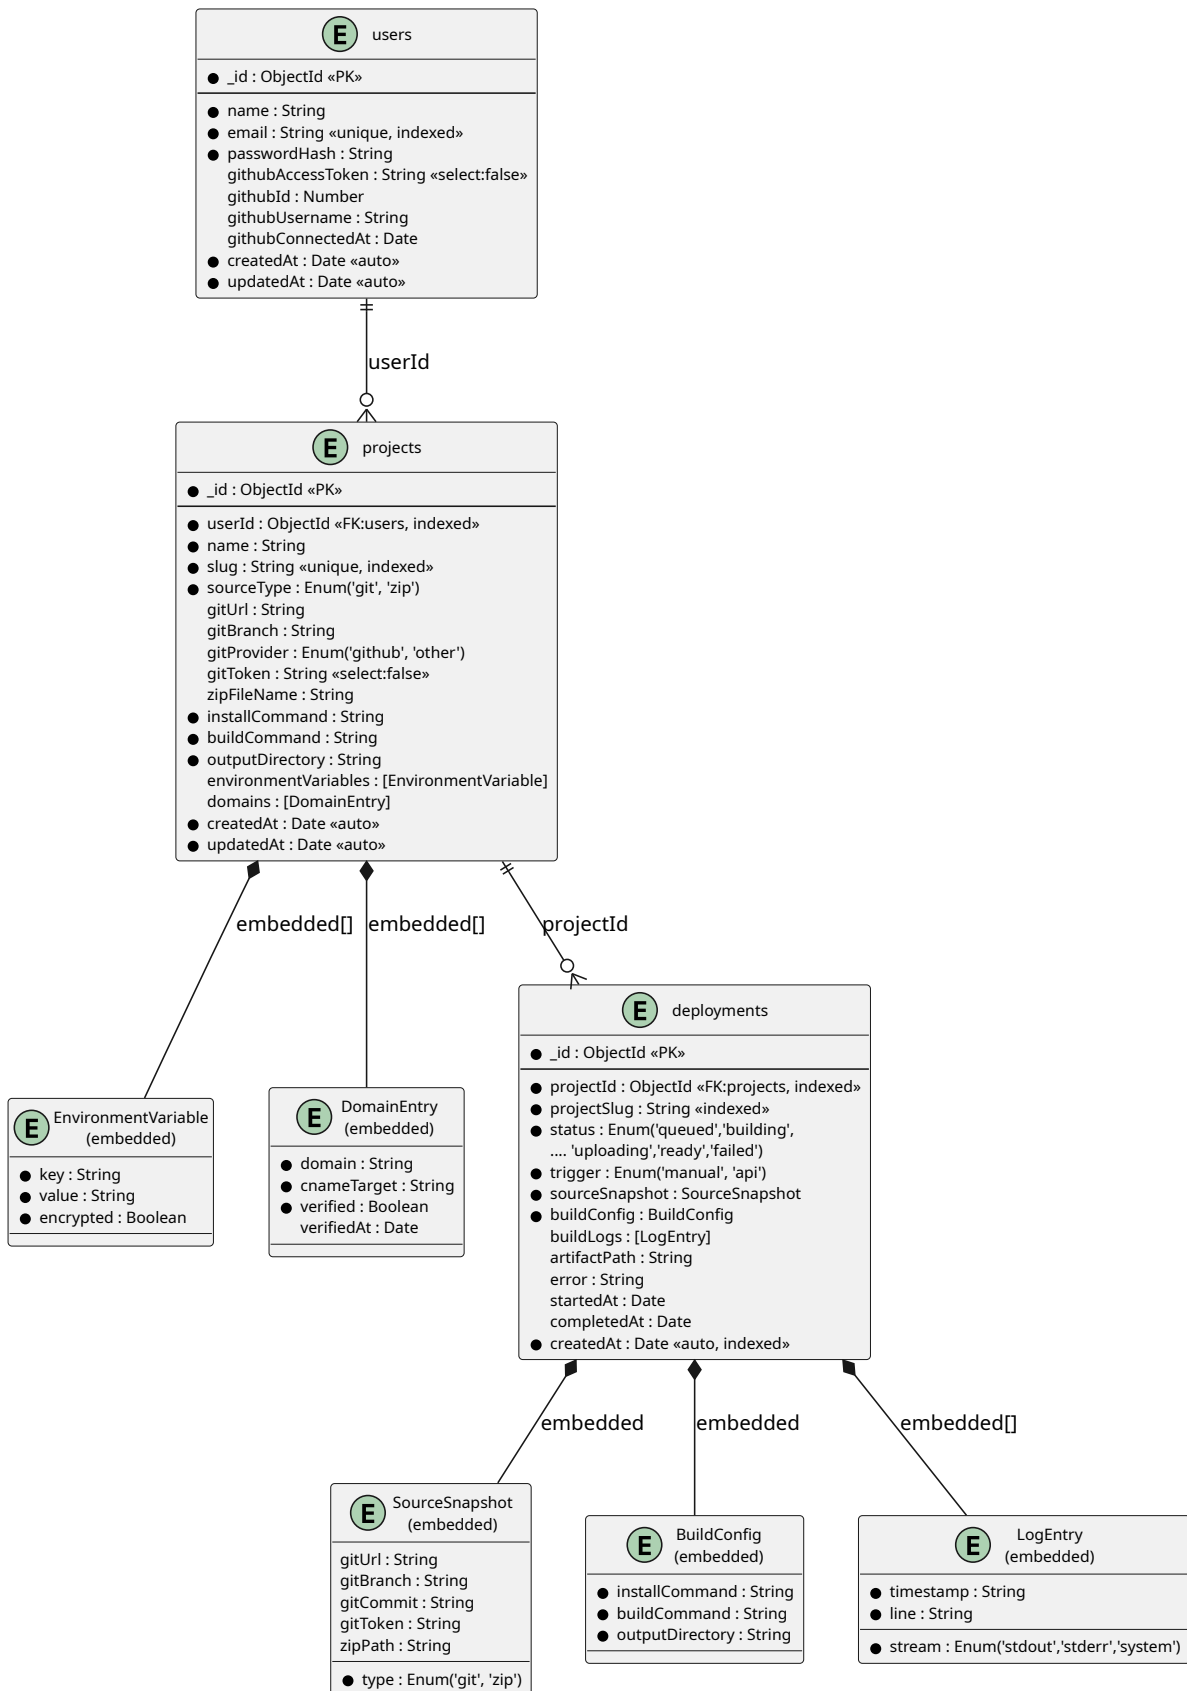 E users
_id : ObjectId «PK»
name : String
email : String «unique, indexed»
passwordHash : String
githubAccessToken : String «select:false»
githubId : Number
githubUsername : String
githubConnectedAt : Date
createdAt : Date «auto»
updatedAt : Date «auto»
userId
E projects
_id : ObjectId «PK»
userId : ObjectId «FK:users, indexed»
name : String
slug : String «unique, indexed»
sourceType : Enum('git', 'zip')
gitUrl : String
gitBranch : String
gitProvider : Enum('github', 'other')
gitToken : String «select:false»
zipFileName : String
installCommand : String
buildCommand : String
outputDirectory : String
environmentVariables : [EnvironmentVariable]
domains : [DomainEntry]
createdAt : Date «auto»
updatedAt : Date «auto»
embedded[]
embedded[]
projectId
E EnvironmentVariable
(embedded)
key : String
value : String
encrypted : Boolean
E DomainEntry
(embedded)
domain : String
cnameTarget : String
verified : Boolean
verifiedAt : Date
E deployments
_id : ObjectId «PK»
projectId : ObjectId «FK:projects, indexed»
projectSlug : String «indexed»
status : Enum('queued','building',
.... 'uploading','ready','failed')
trigger : Enum('manual', 'api')
sourceSnapshot : SourceSnapshot
buildConfig : BuildConfig
buildLogs : [LogEntry]
artifactPath : String
error : String
startedAt : Date
completedAt : Date
createdAt : Date «auto, indexed»
embedded
embedded
embedded[]
E SourceSnapshot
(embedded)
gitUrl : String
gitBranch : String
gitCommit : String
gitToken : String
zipPath : String
type : Enum('git', 'zip')
E BuildConfig
(embedded)
installCommand : String
buildCommand : String
outputDirectory : String
E LogEntry
(embedded)
timestamp : String
line : String
stream : Enum('stdout','stderr','system')